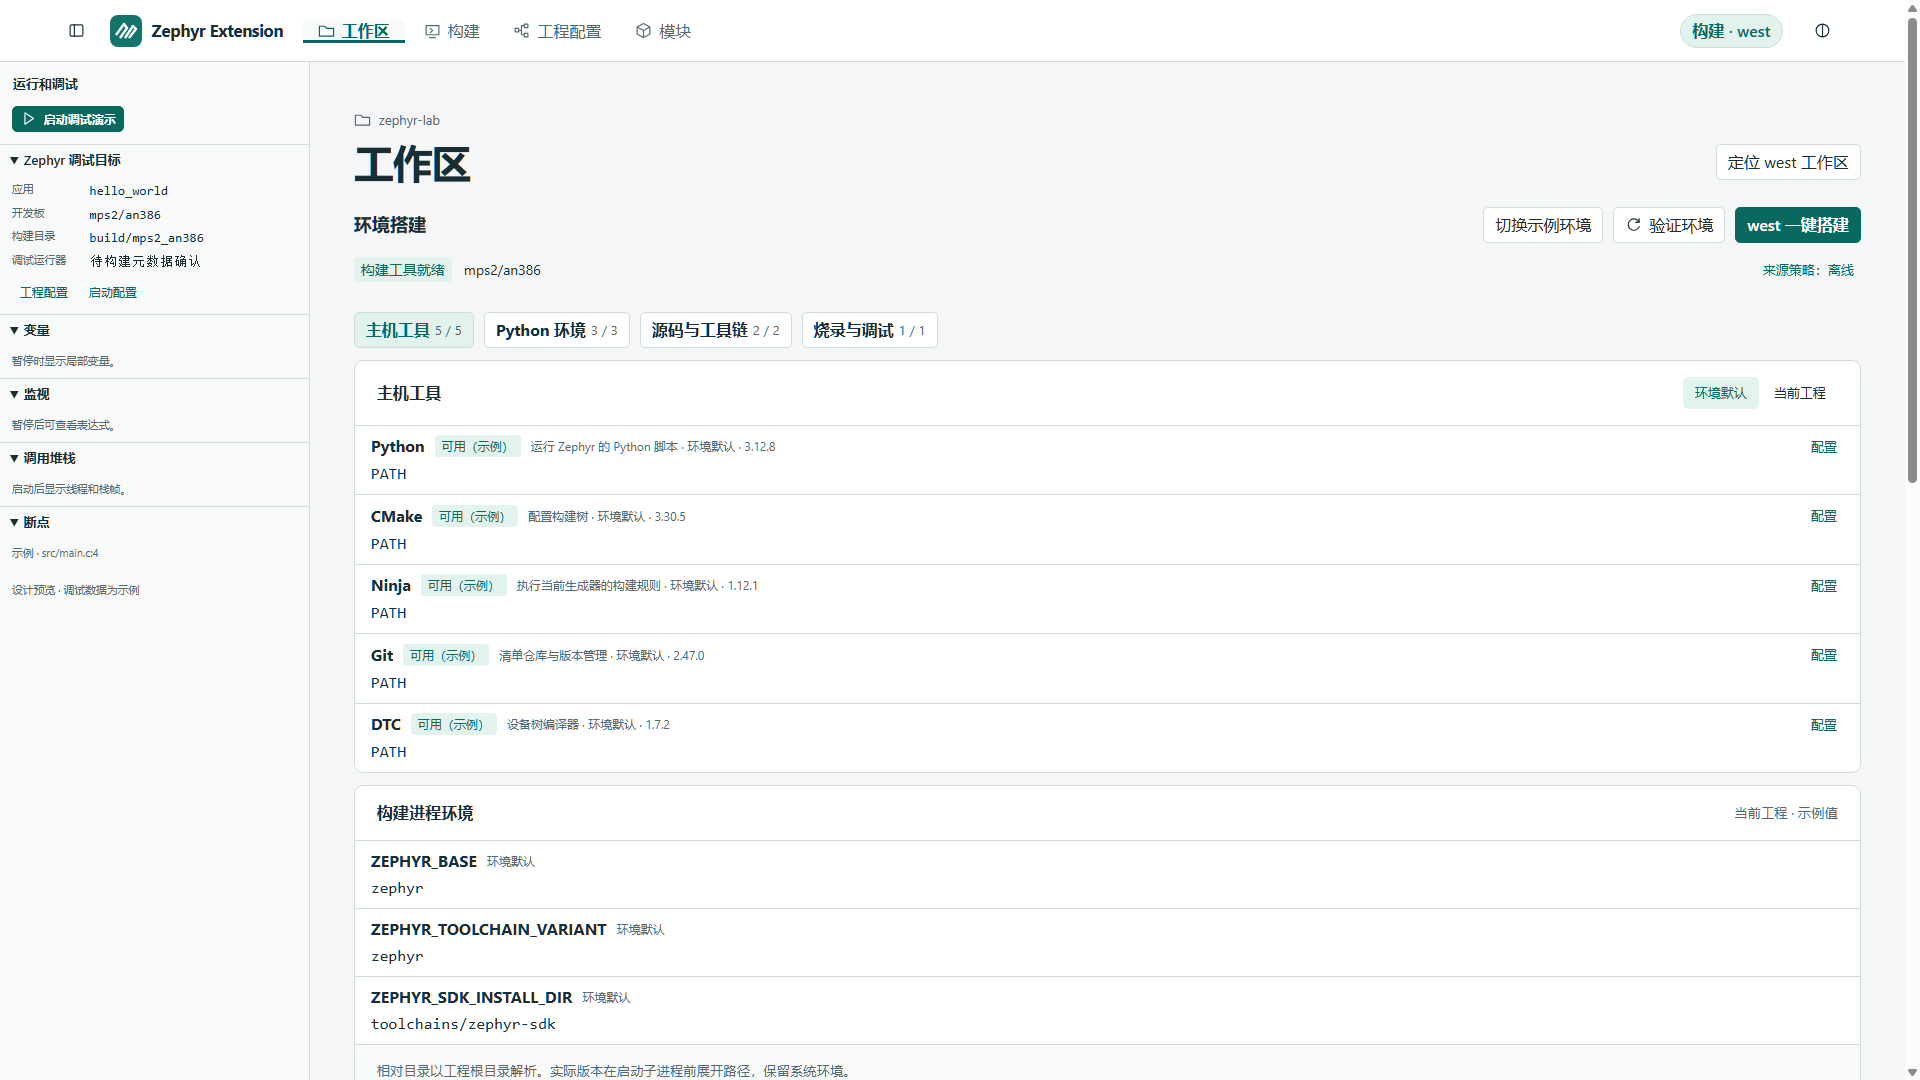 Zephyr Extension
工作区
构建
工程配置
模块
构建 · west
运行和调试
启动调试演示
Zephyr 调试目标
应用 hello_world
开发板 mps2/an386
构建目录 build/mps2_an386
调试运行器 待构建元数据确认
工程配置 启动配置
变量
暂停时显示局部变量。
监视
暂停后可查看表达式。
调用堆栈
启动后显示线程和栈帧。
断点
示例 · src/main.c:4
设计预览 · 调试数据为示例
zephyr-lab
工作区
定位 west 工作区
环境搭建
切换示例环境
验证环境
west 一键搭建
构建工具就绪 mps2/an386
来源策略：离线
主机工具 5 / 5
Python 环境 3 / 3
源码与工具链 2 / 2
烧录与调试 1 / 1
主机工具
环境默认
当前工程
Python 可用（示例） 运行 Zephyr 的 Python 脚本 · 环境默认 · 3.12.8 配置
PATH
CMake 可用（示例） 配置构建树 · 环境默认 · 3.30.5 配置
PATH
Ninja 可用（示例） 执行当前生成器的构建规则 · 环境默认 · 1.12.1 配置
PATH
Git 可用（示例） 清单仓库与版本管理 · 环境默认 · 2.47.0 配置
PATH
DTC 可用（示例） 设备树编译器 · 环境默认 · 1.7.2 配置
PATH
构建进程环境
当前工程 · 示例值
ZEPHYR_BASE 环境默认
zephyr
ZEPHYR_TOOLCHAIN_VARIANT 环境默认
zephyr
ZEPHYR_SDK_INSTALL_DIR 环境默认
toolchains/zephyr-sdk
相对目录以工程根目录解析。实际版本在启动子进程前展开路径，保留系统环境。